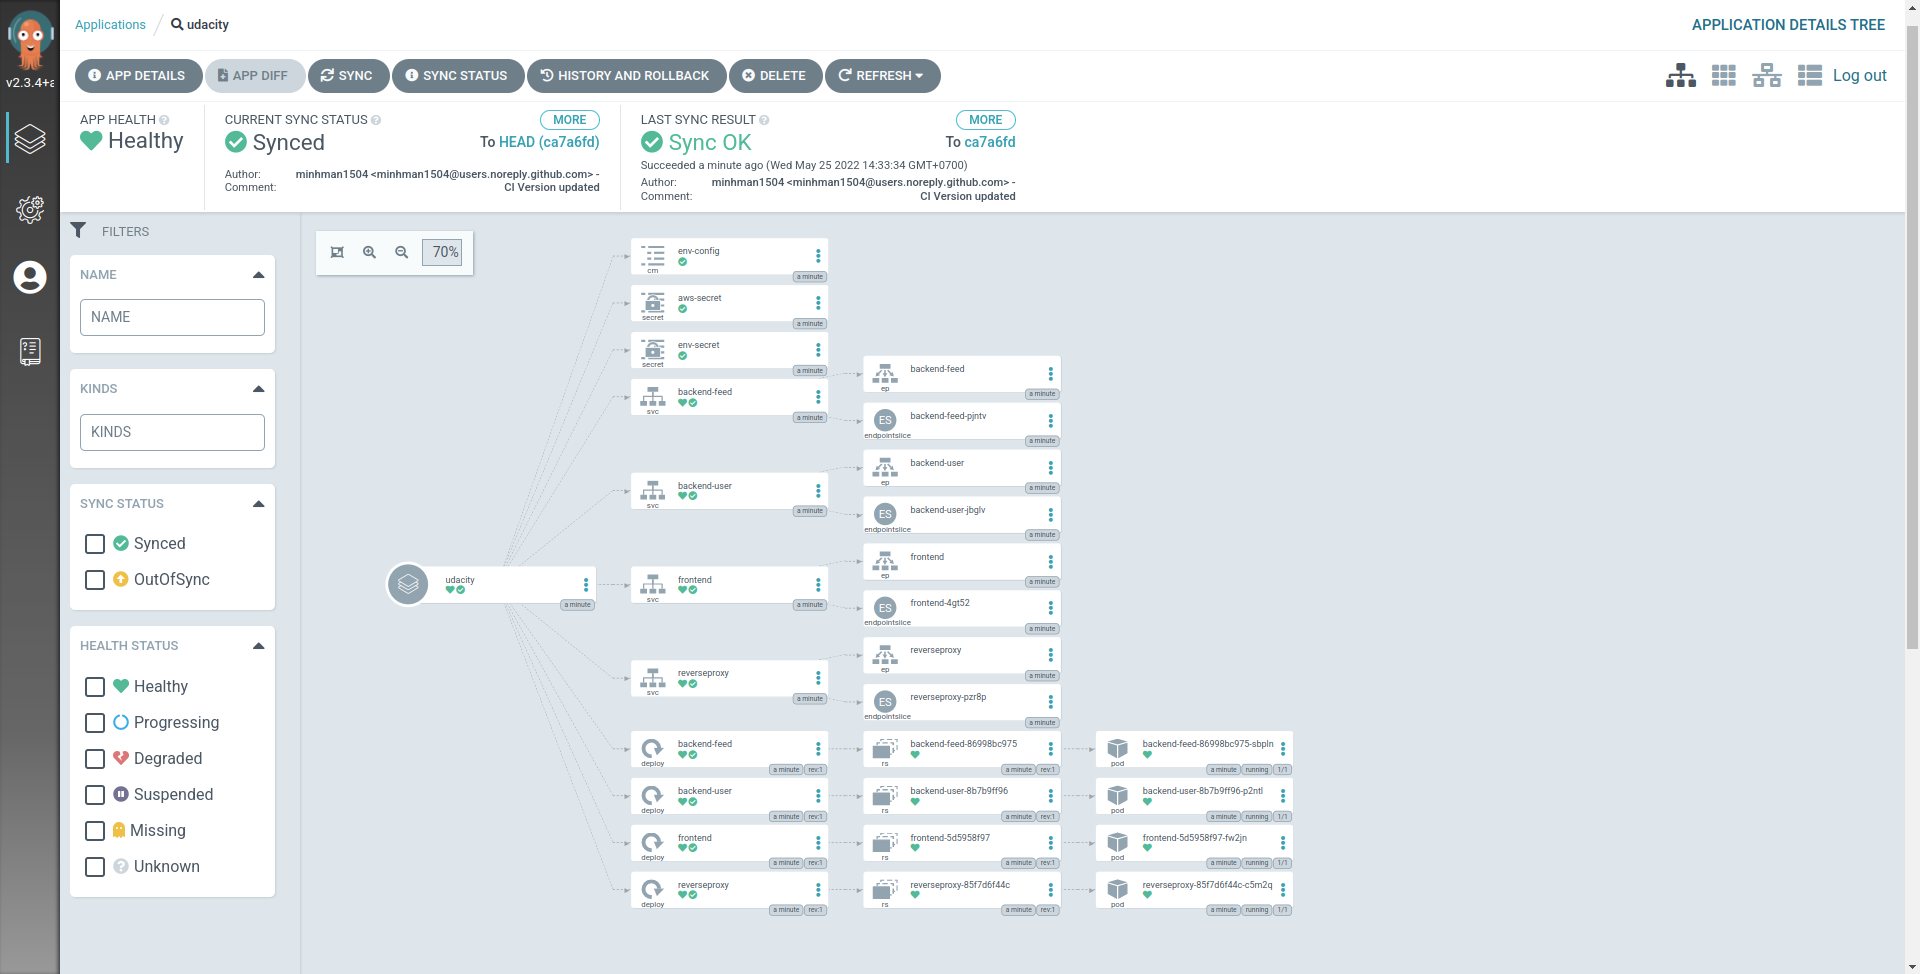 Applications
udacity
APPLICATION DETAILS TREE
v2.3.4+a
APP DETAILS
APP DIFF
SYNC
SYNC STATUS
HISTORY AND ROLLBACK
DELETE
REFRESH
Log out
APP HEALTH
Healthy
CURRENT SYNC STATUS
MORE
Synced
To HEAD (ca7a6fd)
Author: minhman1504 <minhman1504@users.noreply.github.com> -
Comment: CI Version updated
LAST SYNC RESULT
MORE
Sync OK
To ca7a6fd
Succeeded a minute ago (Wed May 25 2022 14:33:34 GMT+0700)
Author: minhman1504 <minhman1504@users.noreply.github.com> -
Comment: CI Version updated
FILTERS
NAME
NAME
KINDS
KINDS
SYNC STATUS
Synced
OutOfSync
HEALTH STATUS
Healthy
Progressing
Degraded
Suspended
Missing
Unknown
70%
udacity
a minute
env-config
cm
a minute
aws-secret
secret
a minute
env-secret
secret
a minute
backend-feed
svc
a minute
backend-feed
ep
a minute
ES
backend-feed-pjntv
endpointslice
a minute
backend-user
svc
a minute
backend-user
ep
a minute
ES
backend-user-jbglv
endpointslice
a minute
frontend
svc
a minute
frontend
ep
a minute
ES
frontend-4gt52
endpointslice
a minute
reverseproxy
svc
a minute
reverseproxy
ep
a minute
ES
reverseproxy-pzr8p
endpointslice
a minute
backend-feed
deploy
a minute rev:1
backend-feed-86998bc975
rs
a minute rev:1
backend-feed-86998bc975-sbpln
pod
a minute running 1/1
backend-user
deploy
a minute rev:1
backend-user-8b7b9ff96
rs
a minute rev:1
backend-user-8b7b9ff96-p2ntl
pod
a minute running 1/1
frontend
deploy
a minute rev:1
frontend-5d5958f97
rs
a minute rev:1
frontend-5d5958f97-fw2jn
pod
a minute running 1/1
reverseproxy
deploy
a minute rev:1
reverseproxy-85f7d6f44c
rs
a minute rev:1
reverseproxy-85f7d6f44c-c5m2q
pod
a minute running 1/1